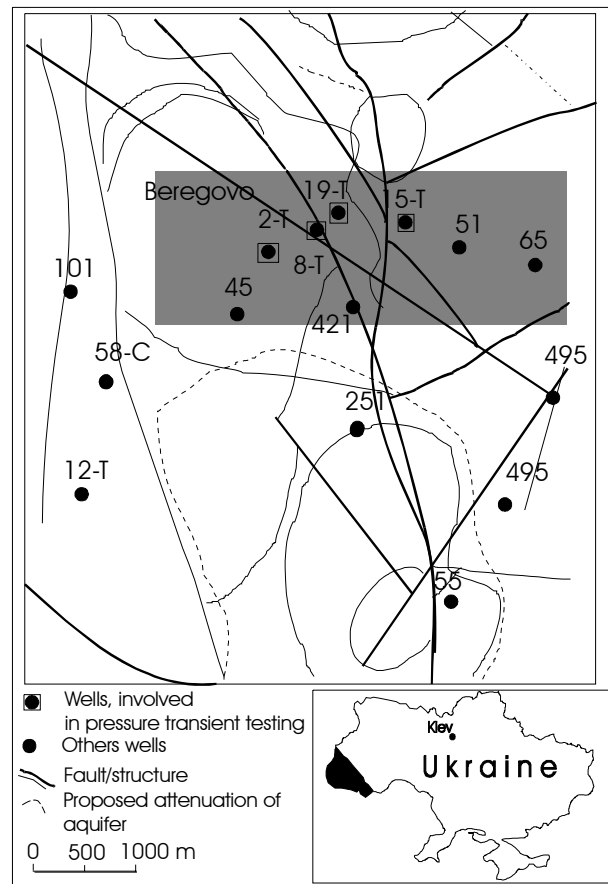 Beregovo
19-T
15-T
2-T
51
65
8-T
101
45
421
58-C
495
251
12-T
495
55
Wells, involved
in pressure transient testing
Others wells
Fault/structure
Proposed attenuation of
aquifer
0 500 1000 m
Kiev
Ukraine